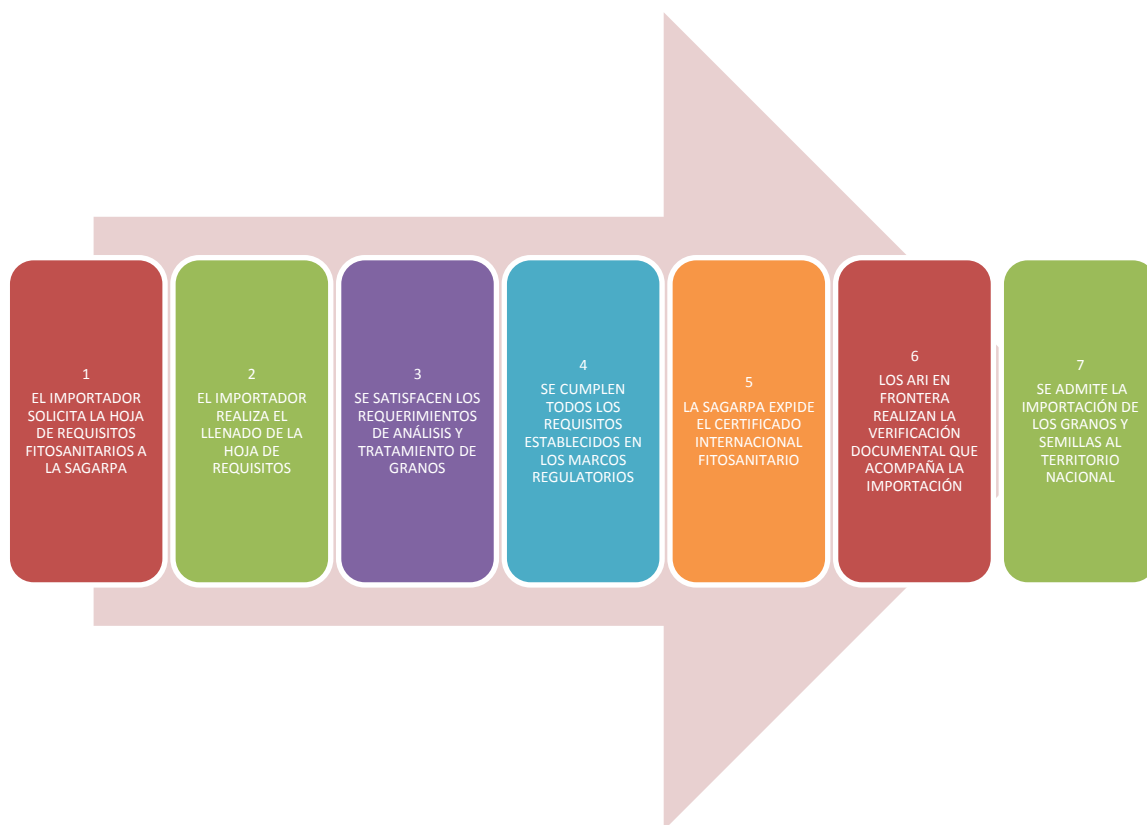 1
EL IMPORTADOR
SOLICITA LA HOJA
DE REQUISITOS
FITOSANITARIOS A
LA SAGARPA
2
EL IMPORTADOR
REALIZA EL
LLENADO DE LA
HOJA DE
REQUISITOS
3
SE SATISFACEN LOS
REQUERIMIENTOS
DE ANÁLISIS Y
TRATAMIENTO DE
GRANOS
4
SE CUMPLEN
TODOS LOS
REQUISITOS
ESTABLECIDOS EN
LOS MARCOS
REGULATORIOS
5
LA SAGARPA EXPIDE
EL CERTIFICADO
INTERNACIONAL
FITOSANITARIO
6
LOS ARI EN
FRONTERA
REALIZAN LA
VERIFICACIÓN
DOCUMENTAL QUE
ACOMPAÑA LA
IMPORTACIÓN
7
SE ADMITE LA
IMPORTACIÓN DE
LOS GRANOS Y
SEMILLAS AL
TERRITORIO
NACIONAL